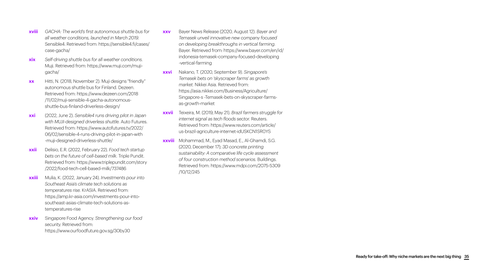 xviii GACHA: The world's first autonomous shuttle bus for
all weather conditions, launched in March 2019.
Sensible4. Retrieved from: https://sensible4.fi/cases/
case-gacha/
xix Self-driving shuttle bus for all weather conditions.
Muji. Retrieved from: https://www.muji.com/muji-
gacha/
xx Hitti, N. (2018, November 7). Muji designs "friendly"
autonomous shuttle bus for Finland. Dezeen.
Retrieved from: https://www.dezeen.com/2018
/11/07/muji-sensible-4-gacha-autonomous-
shuttle-bus-finland-driverless-design/
xxi (2022, June 2). Sensible4 runs driving pilot in Japan
with MUJI-designed driverless shuttle. Auto Futures.
Retrieved from: https://www.autofutures.tv/2022/
06/02/sensible-4-runs-driving-pilot-in-japan-with
-muji-designed-driverless-shuttle/
xxii Delbio, E.R. (2022, February 22). Food tech startup
bets on the future of cell-based milk. Triple Pundit.
Retrieved from: https://www.triplepundit.com/story
/2022/food-tech-cell-based-milk/737486
xxiii Mulia, K. (2022, January 24). Investments pour into
Southeast Asia's climate tech solutions as
temperatures rise. KrASIA. Retrieved from:
https://amp.kr-asia.com/investments-pour-into-
southeast-asias-climate-tech-solutions-as-
temperatures-rise
xxiv Singapore Food Agency. Strengthening our food
security. Retrieved from:
https://www.ourfoodfuture.gov.sg/30by30
xxv Bayer News Release (2020, August 12). Bayer and
Temasek unveil innovative new company focused
on developing breakthroughs in vertical farming.
Bayer. Retrieved from: https://www.bayer.com/en/id/
indonesia-temasek-company-focused-developing
-vertical-farming
xxvi Nakano, T. (2020, September 9). Singapore's
Temasek bets on 'skyscraper farms' as growth
market. Nikkei Asia. Retrieved from:
https://asia.nikkei.com/Business/Agriculture/
Singapore-s -Temasek-bets-on-skyscraper-farms-
as-growth-market
xxvii Teixeira, M. (2019, May 21). Brazil farmers struggle for
internet signal as tech floods sector. Reuters.
Retrieved from: https://www.reuters.com/article/
us-brazil-agriculture-internet-idUSKCN1SR0YG
xxviii Mohammad, M., Eyad Masad, E., Al-Ghamdi, S.G.
(2020, December 17). 3D concrete printing
sustainability: A comparative life cycle assessment
of four construction method scenarios. Buildings.
Retrieved from: https://www.mdpi.com/2075-5309
/10/12/245
Ready for take-off: Why niche markets are the next big thing 35